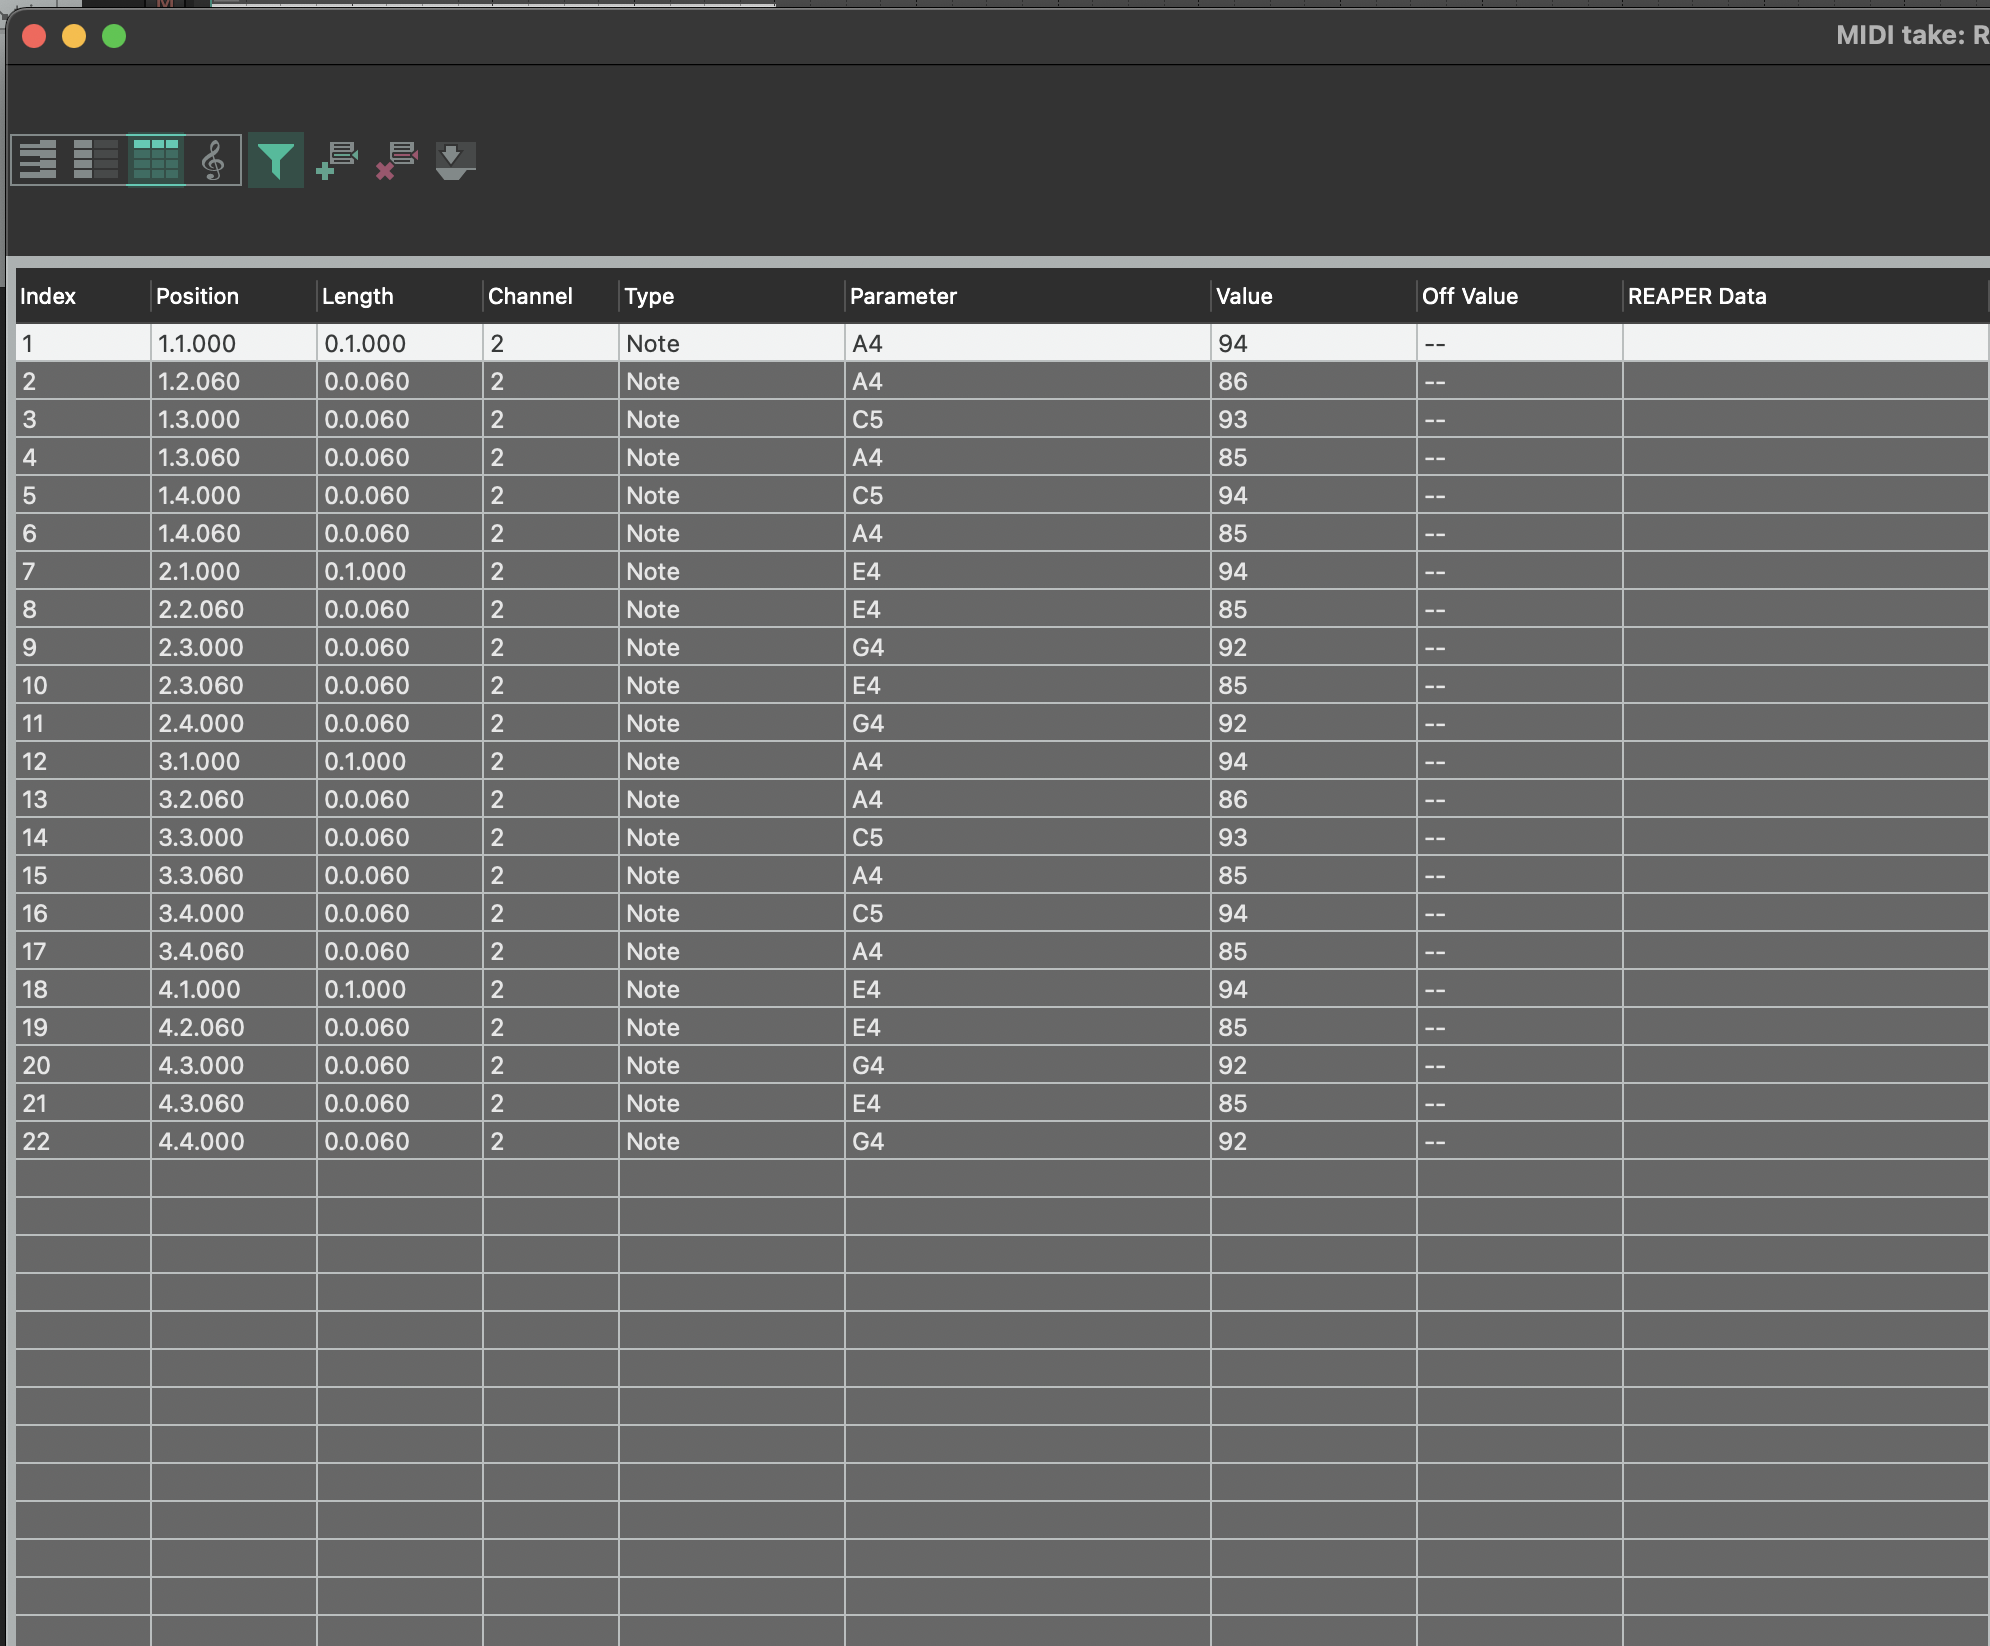 MIDI take: R
Index Position Length Channel Type Parameter Value Off Value REAPER Data
1 1.1.000 0.1.000 2 Note A4 94 --
2 1.2.060 0.0.060 2 Note A4 86 --
3 1.3.000 0.0.060 2 Note C5 93 --
4 1.3.060 0.0.060 2 Note A4 85 --
5 1.4.000 0.0.060 2 Note C5 94 --
6 1.4.060 0.0.060 2 Note A4 85 --
7 2.1.000 0.1.000 2 Note E4 94 --
8 2.2.060 0.0.060 2 Note E4 85 --
9 2.3.000 0.0.060 2 Note G4 92 --
10 2.3.060 0.0.060 2 Note E4 85 --
11 2.4.000 0.0.060 2 Note G4 92 --
12 3.1.000 0.1.000 2 Note A4 94 --
13 3.2.060 0.0.060 2 Note A4 86 --
14 3.3.000 0.0.060 2 Note C5 93 --
15 3.3.060 0.0.060 2 Note A4 85 --
16 3.4.000 0.0.060 2 Note C5 94 --
17 3.4.060 0.0.060 2 Note A4 85 --
18 4.1.000 0.1.000 2 Note E4 94 --
19 4.2.060 0.0.060 2 Note E4 85 --
20 4.3.000 0.0.060 2 Note G4 92 --
21 4.3.060 0.0.060 2 Note E4 85 --
22 4.4.000 0.0.060 2 Note G4 92 --